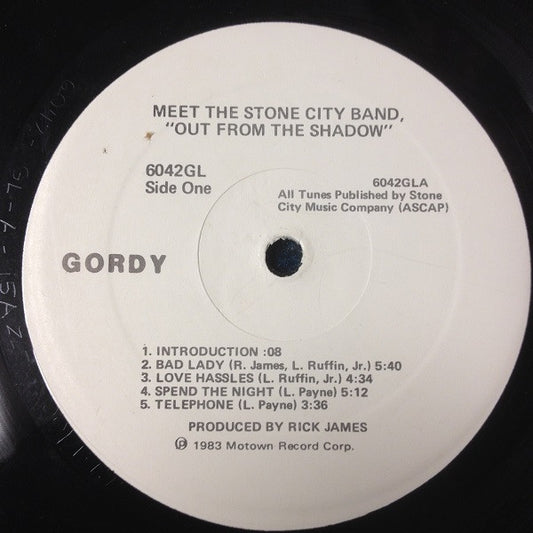 MEET THE STONE CITY BAND,
"OUT FROM THE SHADOW"
6042GL
Side One
6042GLA
All Tunes Published by Stone
City Music Company (ASCAP)
GORDY
1. INTRODUCTION :08
2. BAD LADY (R. James, L. Ruffin, Jr.) 5:40
3. LOVE HASSLES (L. Ruffin, Jr.) 4:34
4. SPEND THE NIGHT (L. Payne) 5:12
5. TELEPHONE (L. Payne) 3:36
PRODUCED BY RICK JAMES
℗ 1983 Motown Record Corp.